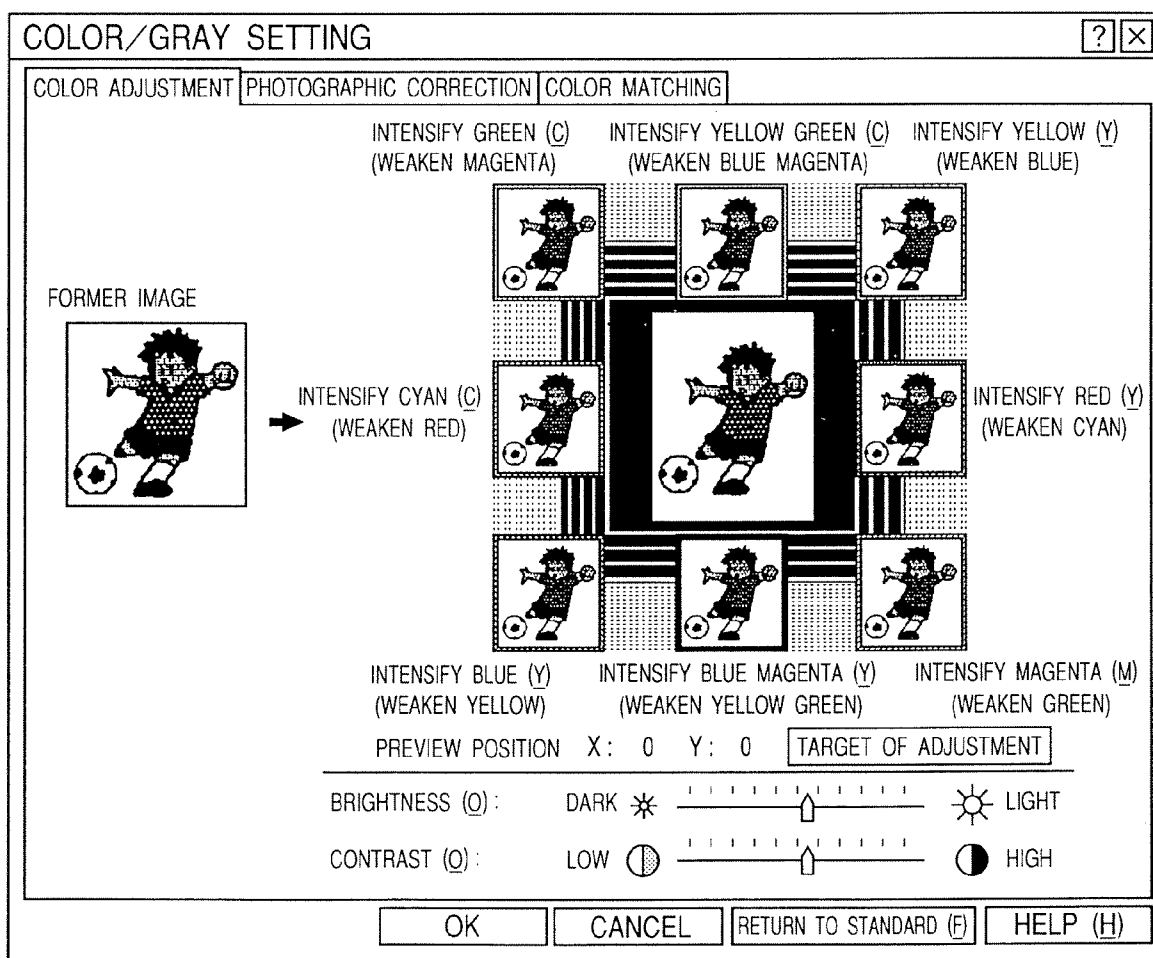 COLOR/GRAY SETTING ? ×
COLOR ADJUSTMENT PHOTOGRAPHIC CORRECTION COLOR MATCHING
INTENSIFY GREEN (C) INTENSIFY YELLOW GREEN (C) INTENSIFY YELLOW (Y)
(WEAKEN MAGENTA) (WEAKEN BLUE MAGENTA) (WEAKEN BLUE)
FORMER IMAGE
INTENSIFY CYAN (C) INTENSIFY RED (Y)
(WEAKEN RED) (WEAKEN CYAN)
INTENSIFY BLUE (Y) INTENSIFY BLUE MAGENTA (Y) INTENSIFY MAGENTA (M)
(WEAKEN YELLOW) (WEAKEN YELLOW GREEN) (WEAKEN GREEN)
PREVIEW POSITION X: 0 Y: 0 TARGET OF ADJUSTMENT
BRIGHTNESS (O): DARK LIGHT
CONTRAST (O): LOW HIGH
OK CANCEL RETURN TO STANDARD (F) HELP (H)